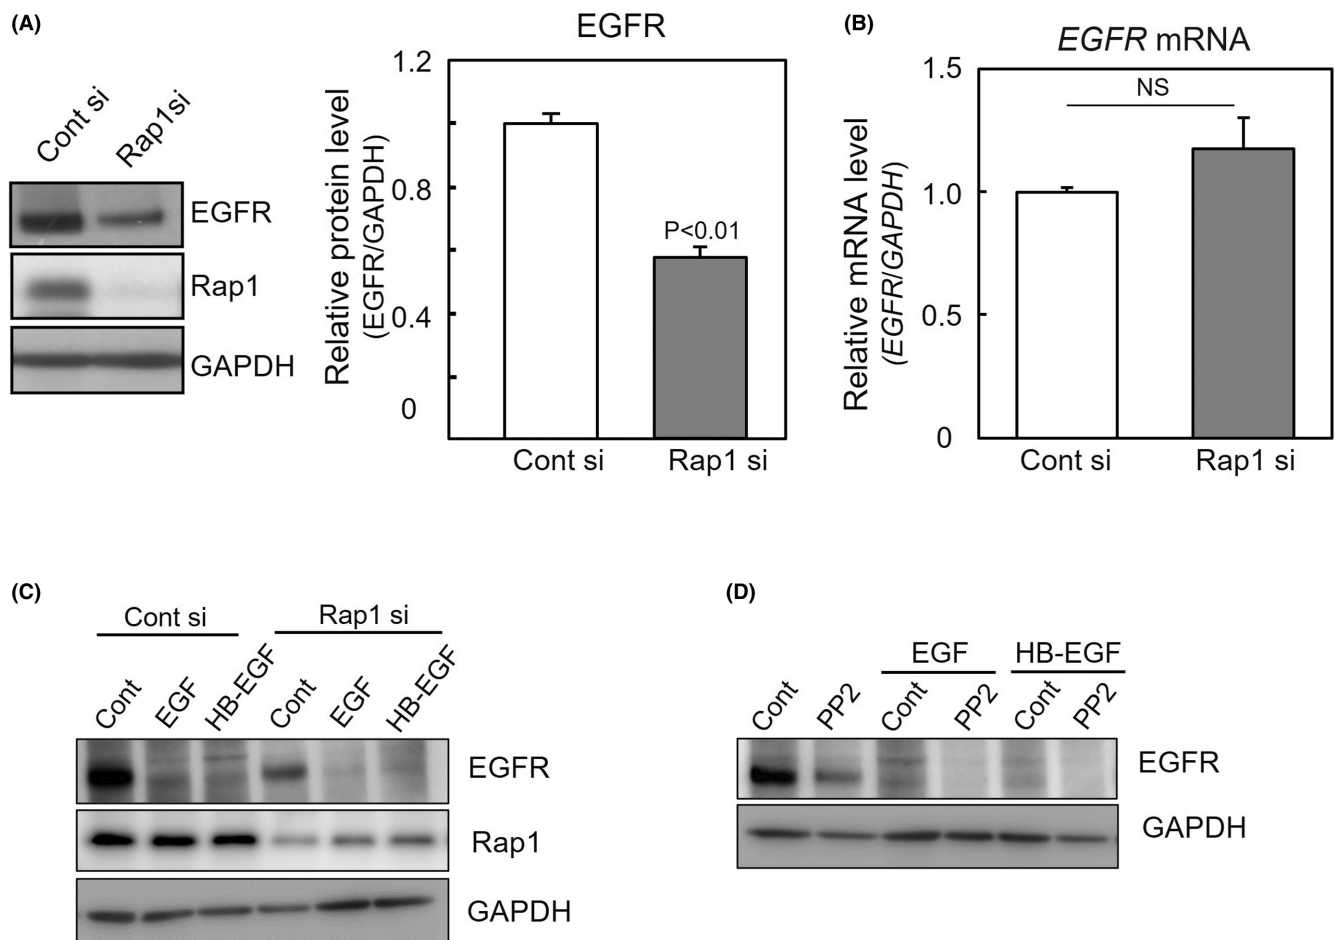 (A)
Cont si
Rap1si
EGFR
Rap1
GAPDH
EGFR
Relative protein level
(EGFR/GAPDH)
1.2
0.8
0.4
0
P<0.01
Cont si
Rap1 si
(B)
EGFR mRNA
Relative mRNA level
(EGFR/GAPDH)
1.5
1.0
0.5
0
NS
Cont si
Rap1 si
(C)
Cont si
Rap1 si
Cont
EGF
HB-EGF
Cont
EGF
HB-EGF
EGFR
Rap1
GAPDH
(D)
EGF
HB-EGF
Cont
PP2
Cont
PP2
Cont
PP2
EGFR
GAPDH